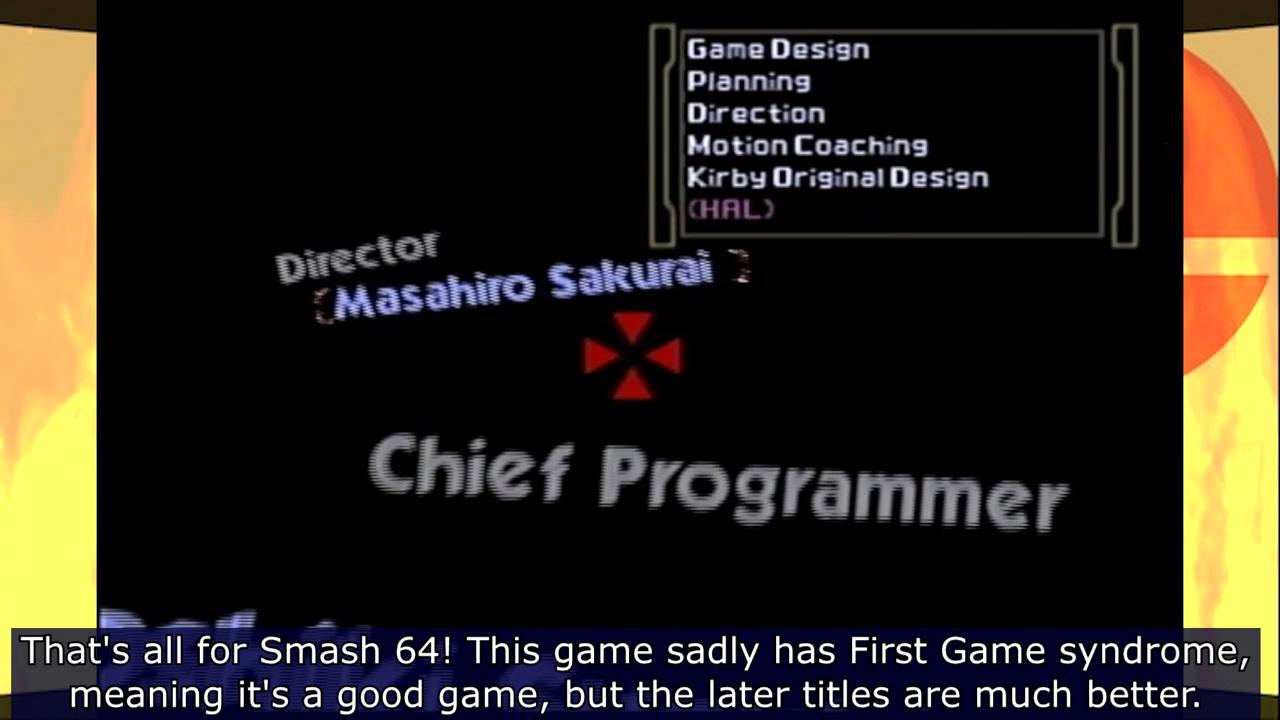 Game Design
Planning
Direction
Motion Coaching
Kirby Original Design
(HAL)
Director
Masahiro Sakurai
Chief Programmer
That's all for Smash 64! This game sadly has First Game syndrome,
meaning it's a good game, but the later titles are much better.